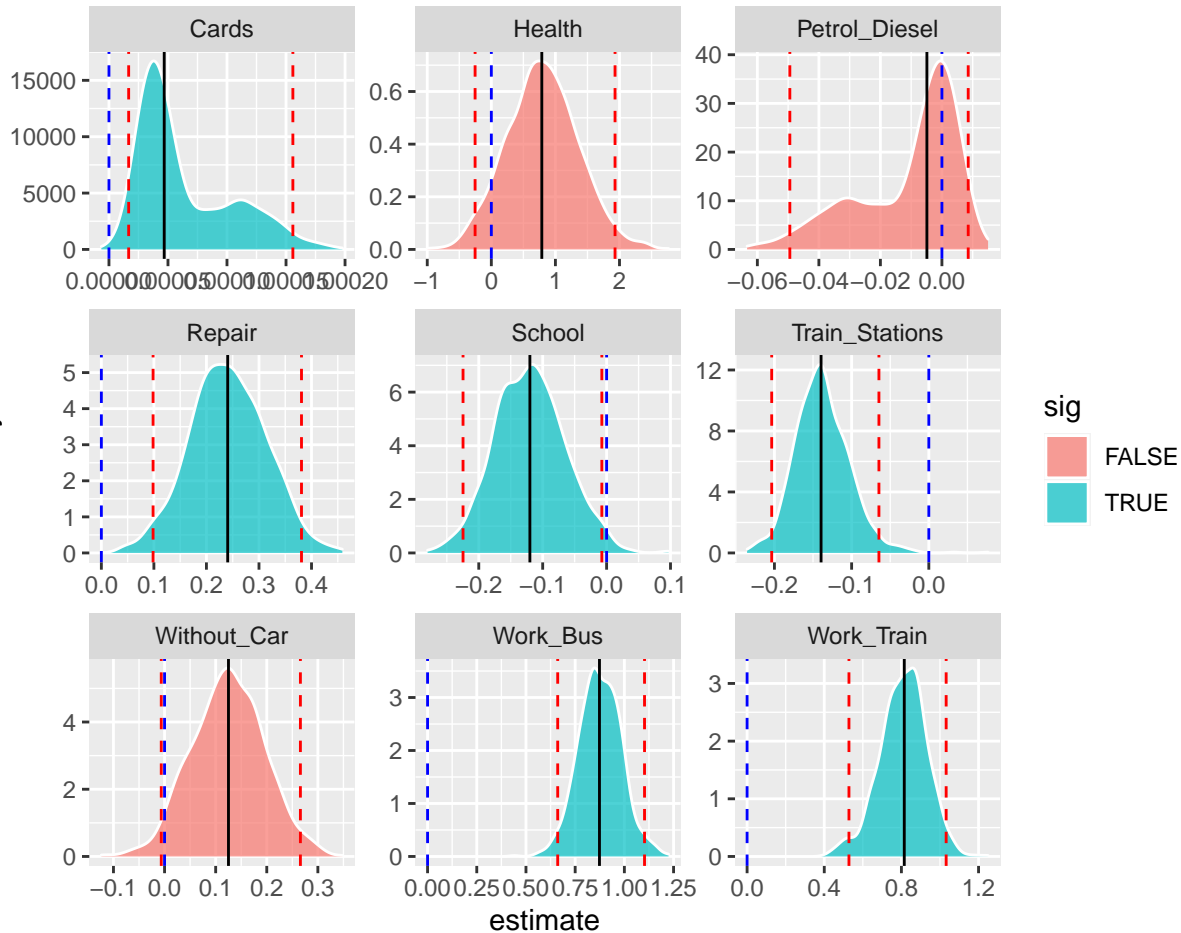 Cards
Health
Petrol_Diesel
15000
10000
5000
0
0.6
0.4
0.2
0.0
40
30
20
10
0
−1 0 1 2
−0.06 −0.04 −0.02 0.00
Repair
School
Train_Stations
5
4
3
2
1
0
6
4
2
0
12
8
4
0
0.0 0.1 0.2 0.3 0.4
−0.2 −0.1 0.0 0.1
−0.2 −0.1 0.0
sig
FALSE
TRUE
Without_Car
Work_Bus
Work_Train
4
2
0
3
2
1
0
3
2
1
0
−0.1 0.0 0.1 0.2 0.3
0.00 0.25 0.50 0.75 1.00 1.25
0.0 0.4 0.8 1.2
estimate